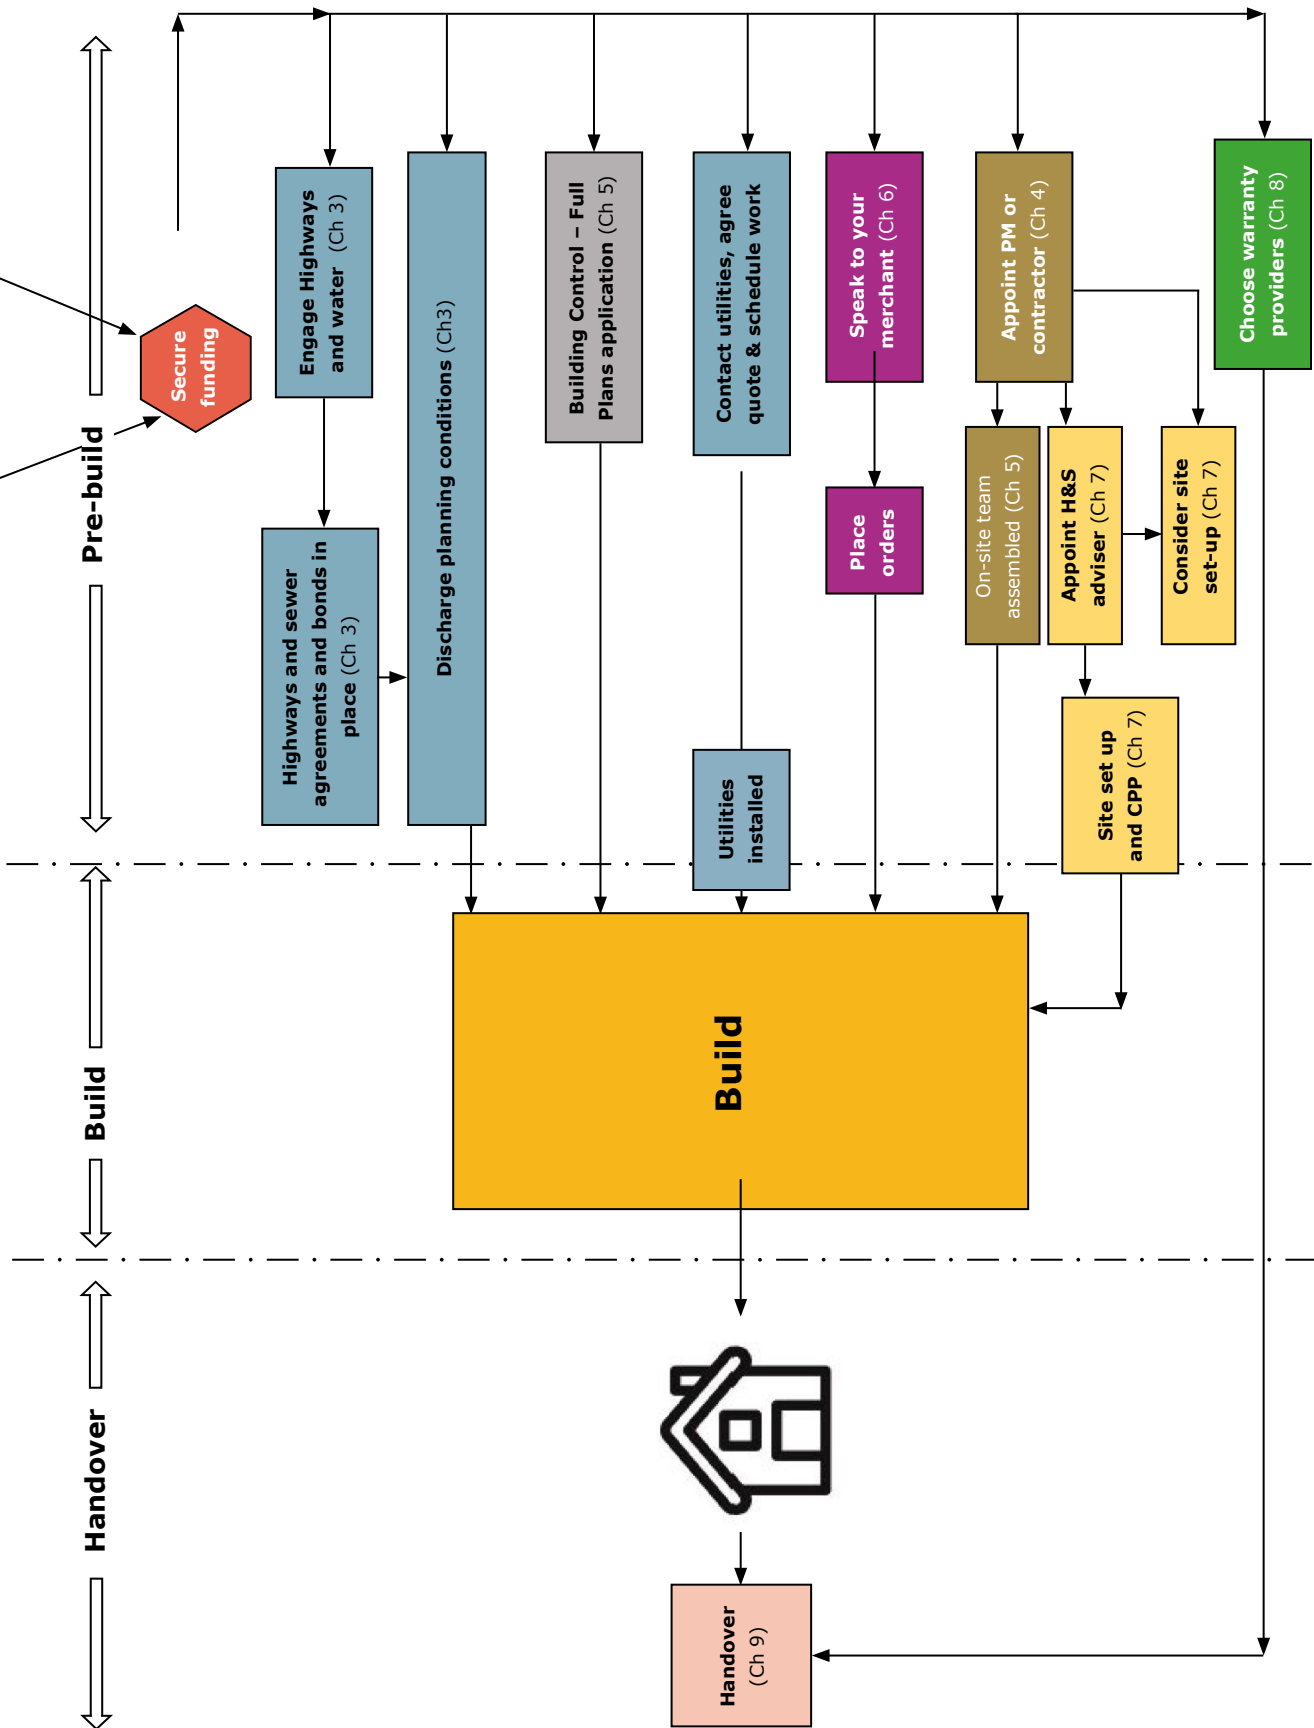 Pre-build
Build
Handover
Secure
funding
Engage Highways
and water (Ch 3)
Highways and sewer
agreements and bonds in
place (Ch 3)
Discharge planning conditions (Ch3)
Building Control – Full
Plans application (Ch 5)
Contact utilities, agree
quote & schedule work
Utilities
installed
Speak to your
merchant (Ch 6)
Place
orders
Appoint PM or
contractor (Ch 4)
On-site team
assembled (Ch 5)
Appoint H&S
adviser (Ch 7)
Consider site
set-up (Ch 7)
Site set up
and CPP (Ch 7)
Choose warranty
providers (Ch 8)
Build
Handover
(Ch 9)